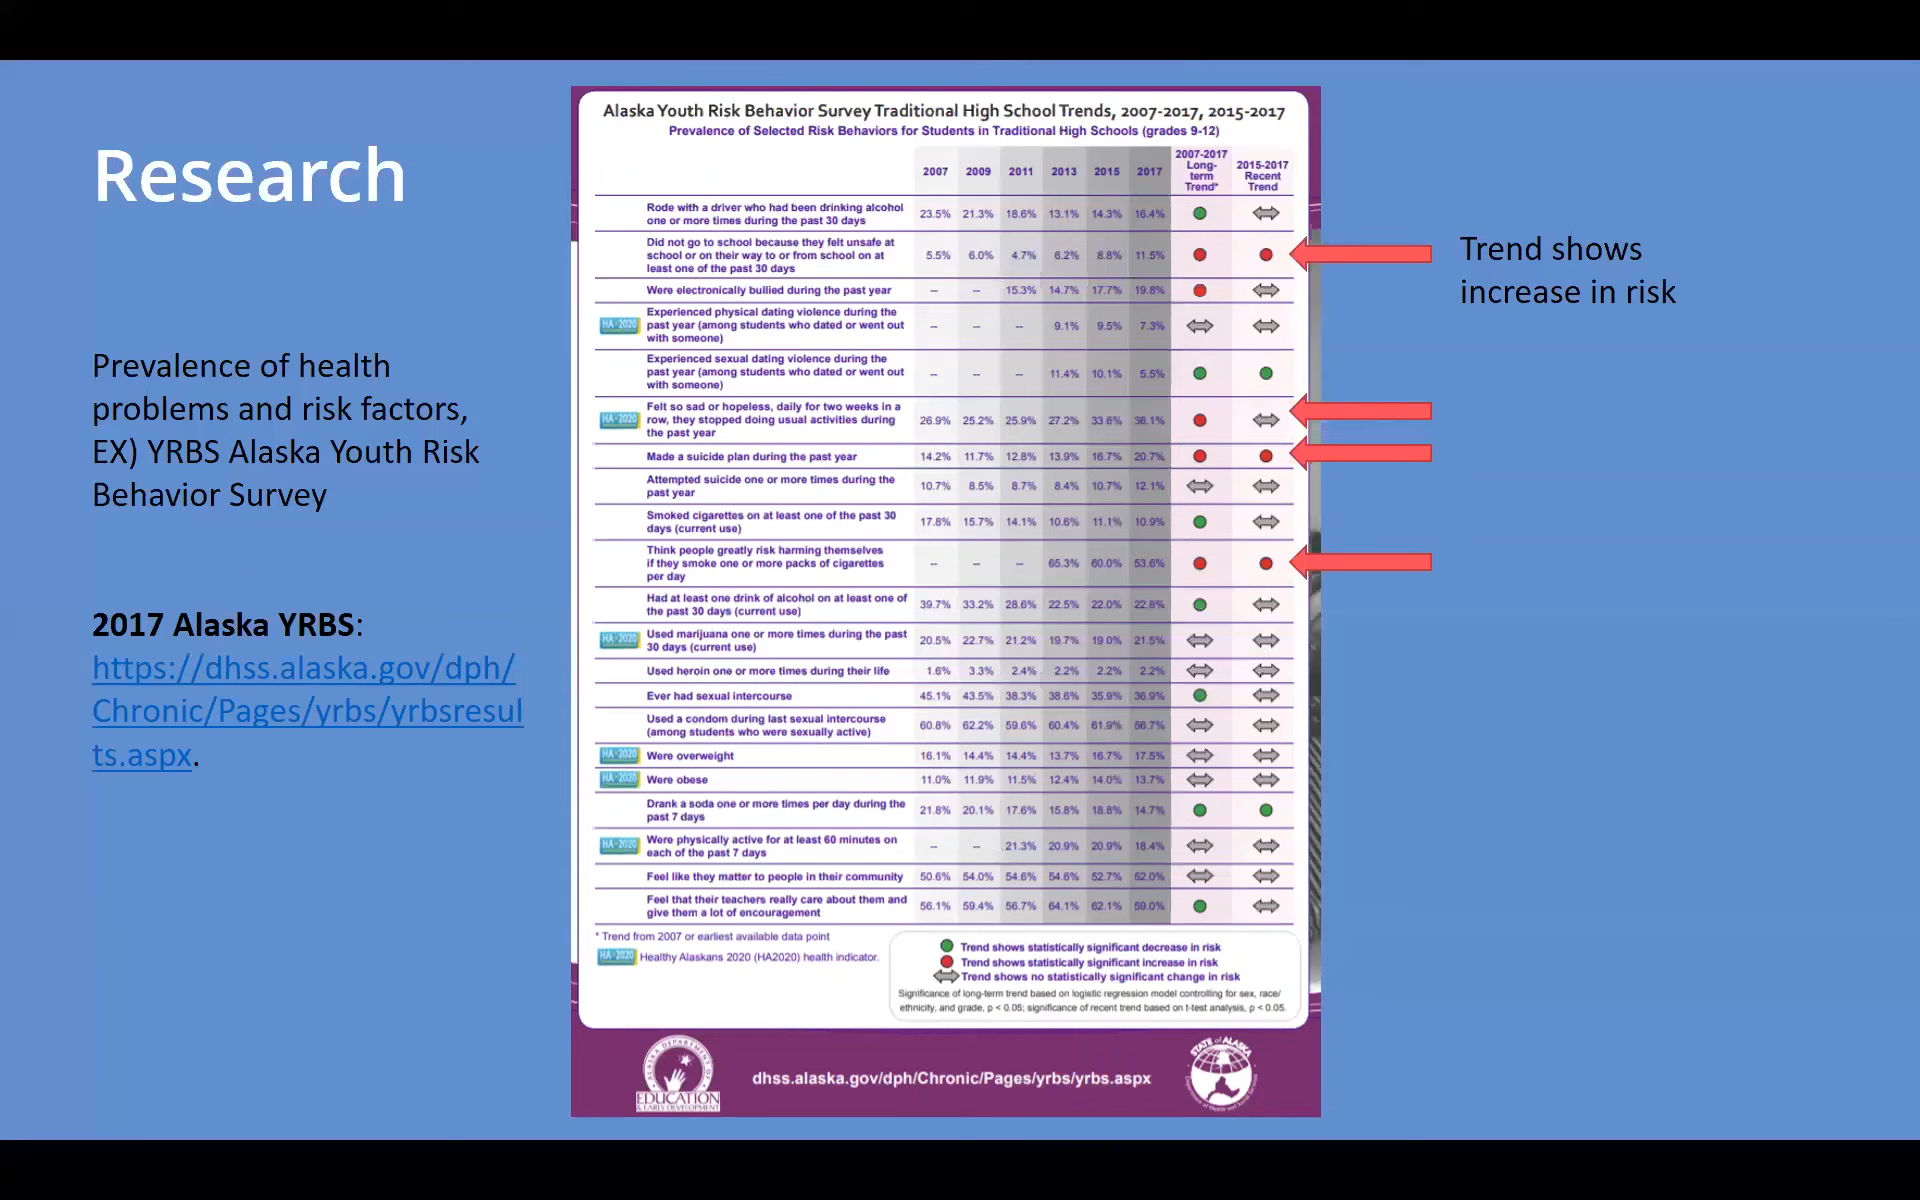 Research
Prevalence of health
problems and risk factors,
EX) YRBS Alaska Youth Risk
Behavior Survey
2017 Alaska YRBS:
https://dhss.alaska.gov/dph/
Chronic/Pages/yrbs/yrbsresul
ts.aspx.
Alaska Youth Risk Behavior Survey Traditional High School Trends, 2007-2017, 2015-2017
Prevalence of Selected Risk Behaviors for Students in Traditional High Schools (grades 9-12)
2007 2009 2011 2013 2015 2017 2007-2017 Long-term Trend* 2015-2017 Recent Trend
Rode with a driver who had been drinking alcohol
one or more times during the past 30 days 23.5% 21.3% 18.6% 13.1% 14.3% 16.4%
Did not go to school because they felt unsafe at
school or on their way to or from school on at 5.5% 6.0% 4.7% 6.2% 8.8% 11.5%
least one of the past 30 days
Were electronically bullied during the past year -- -- 15.3% 14.7% 17.7% 19.8%
Experienced physical dating violence during the
HA-2020 past year (among students who dated or went out -- -- -- 9.1% 9.5% 7.3%
with someone)
Experienced sexual dating violence during the
past year (among students who dated or went out -- -- -- 11.4% 10.1% 5.5%
with someone)
Felt so sad or hopeless, daily for two weeks in a
HA-2020 row, they stopped doing usual activities during 26.9% 25.2% 25.9% 27.2% 33.6% 36.1%
the past year
Made a suicide plan during the past year 14.2% 11.7% 12.8% 13.9% 16.7% 20.7%
Attempted suicide one or more times during the
past year 10.7% 8.5% 8.7% 8.4% 10.7% 12.1%
Smoked cigarettes on at least one of the past 30
days (current use) 17.8% 15.7% 14.1% 10.6% 11.1% 10.9%
Think people greatly risk harming themselves
if they smoke one or more packs of cigarettes -- -- -- 65.3% 60.0% 53.6%
per day
Had at least one drink of alcohol on at least one of
the past 30 days (current use) 39.7% 33.2% 28.6% 22.5% 22.0% 22.8%
HA-2020 Used marijuana one or more times during the past
30 days (current use) 20.5% 22.7% 21.2% 19.7% 19.0% 21.5%
Used heroin one or more times during their life 1.6% 3.3% 2.4% 2.2% 2.2% 2.2%
Ever had sexual intercourse 45.1% 43.5% 38.3% 38.6% 35.9% 36.9%
Used a condom during last sexual intercourse
(among students who were sexually active) 60.8% 62.2% 59.6% 60.4% 61.9% 56.7%
HA-2020 Were overweight 16.1% 14.4% 14.4% 13.7% 16.7% 17.5%
HA-2020 Were obese 11.0% 11.9% 11.5% 12.4% 14.0% 13.7%
Drank a soda one or more times per day during the
past 7 days 21.8% 20.1% 17.6% 15.8% 18.8% 14.7%
HA-2020 Were physically active for at least 60 minutes on
each of the past 7 days -- -- 21.3% 20.9% 20.9% 18.4%
Feel like they matter to people in their community 50.6% 54.0% 54.6% 54.6% 52.7% 52.0%
Feel that their teachers really care about them and
give them a lot of encouragement 56.1% 59.4% 56.7% 64.1% 62.1% 59.0%
* Trend from 2007 or earliest available data point
HA-2020 Healthy Alaskans 2020 (HA2020) health indicator.
Trend shows statistically significant decrease in risk
Trend shows statistically significant increase in risk
Trend shows no statistically significant change in risk
Significance of long-term trend based on logistic regression model controlling for sex, race/
ethnicity, and grade, p < 0.05; significance of recent trend based on t-test analysis, p < 0.05.
ALASKA DEPARTMENT OF
EDUCATION
& EARLY DEVELOPMENT
dhss.alaska.gov/dph/Chronic/Pages/yrbs/yrbs.aspx
STATE of ALASKA
Trend shows
increase in risk